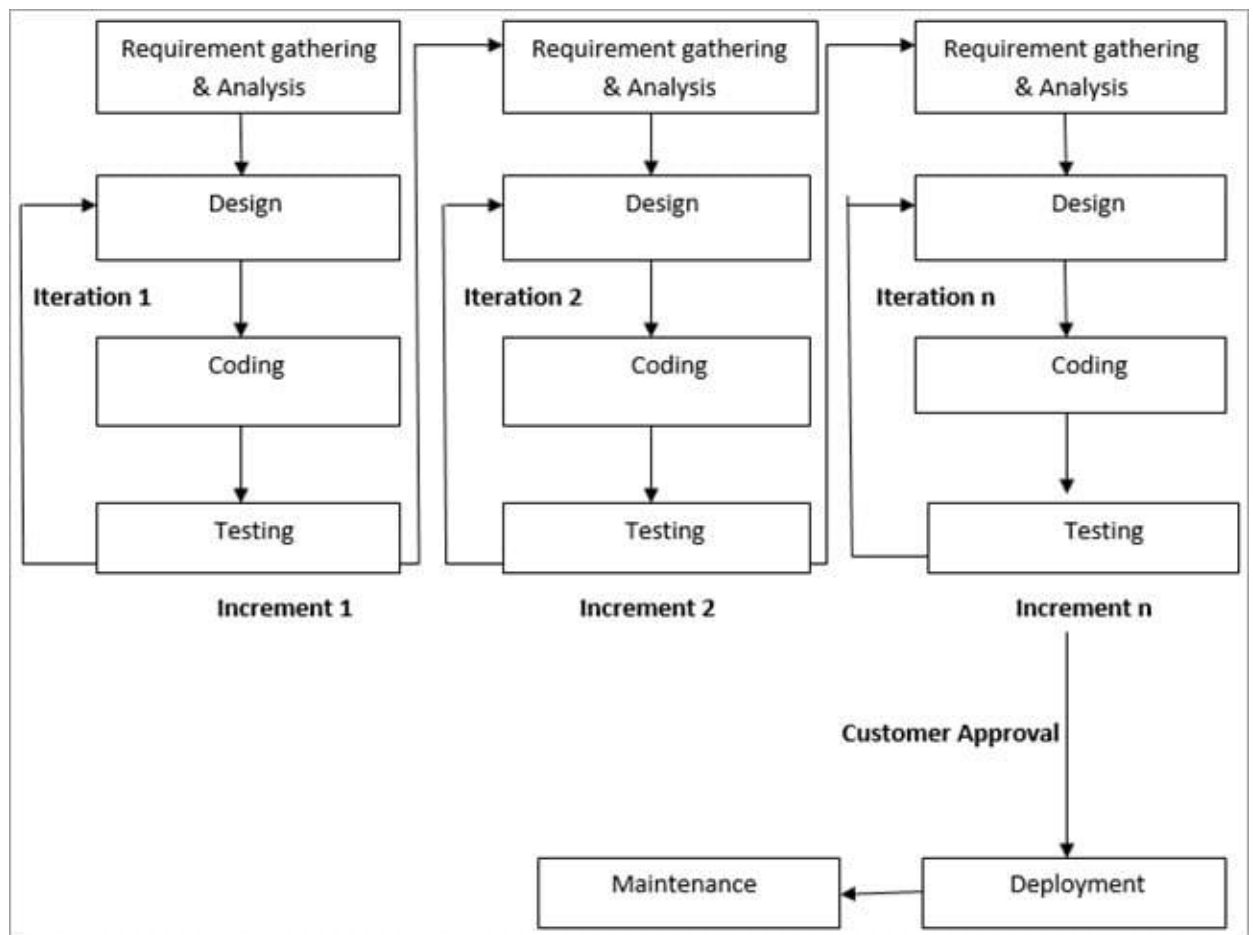 Requirement gathering
& Analysis
Design
Iteration 1
Coding
Testing
Increment 1
Requirement gathering
& Analysis
Design
Iteration 2
Coding
Testing
Increment 2
Requirement gathering
& Analysis
Design
Iteration n
Coding
Testing
Increment n
Customer Approval
Deployment
Maintenance